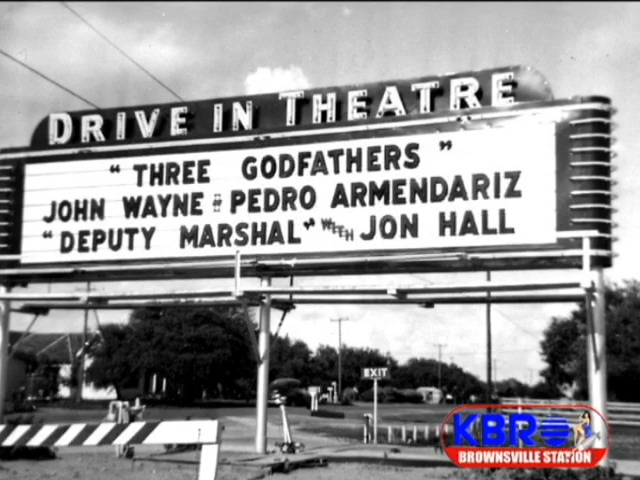 DRIVE IN THEATRE
" THREE GODFATHERS "
JOHN WAYNE - PEDRO ARMENDARIZ
"DEPUTY MARSHAL" WITH JON HALL
EXIT
KBRO
BROWNSVILLE STATION